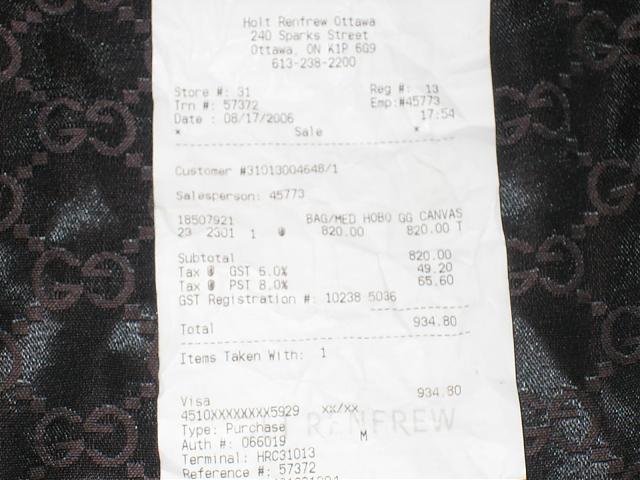 Holt Renfrew Ottawa
240 Sparks Street
Ottawa, ON K1P 6G9
613-238-2200
Store #: 31 Reg #: 13
Trn #: 57372 Emp:#45773
Date : 08/17/2006 17:54
* Sale *
Customer #31013004648/1
Salesperson: 45773
18507921 BAG/MED HOBO GG CANVAS
23 2301 1 820.00 820.00 T
Subtotal 820.00
Tax GST 6.0% 49.20
Tax PST 8.0% 65.60
GST Registration #: 10238 5036
Total 934.80
Items Taken With: 1
Visa 934.80
4510XXXXXXXX5929 xx/xx
RENFREW
Type: Purchase M
Auth #: 066019
Terminal: HRC31013
Reference #: 57372